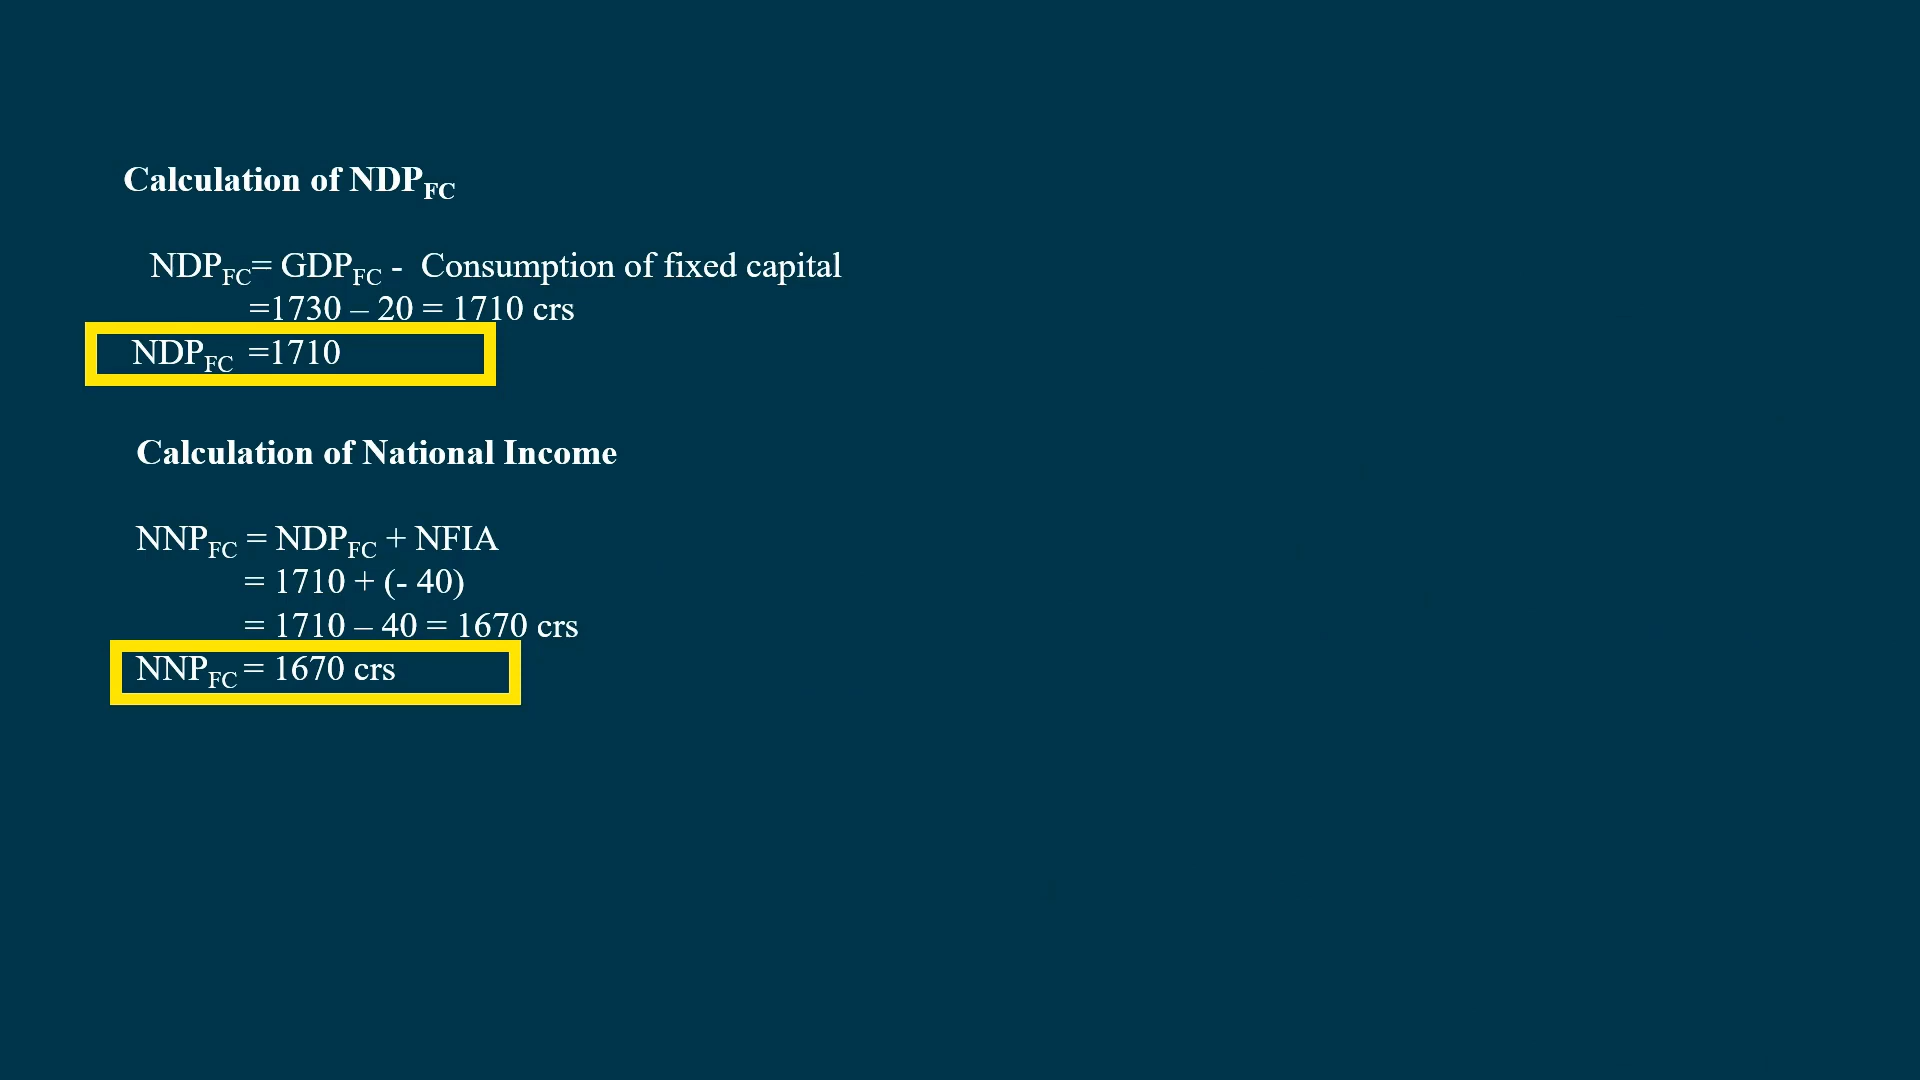 Calculation of NDPFC
NDPFC= GDPFC - Consumption of fixed capital
=1730 – 20 = 1710 crs
NDPFC =1710
Calculation of National Income
NNPFC = NDPFC + NFIA
= 1710 + (- 40)
= 1710 – 40 = 1670 crs
NNPFC = 1670 crs